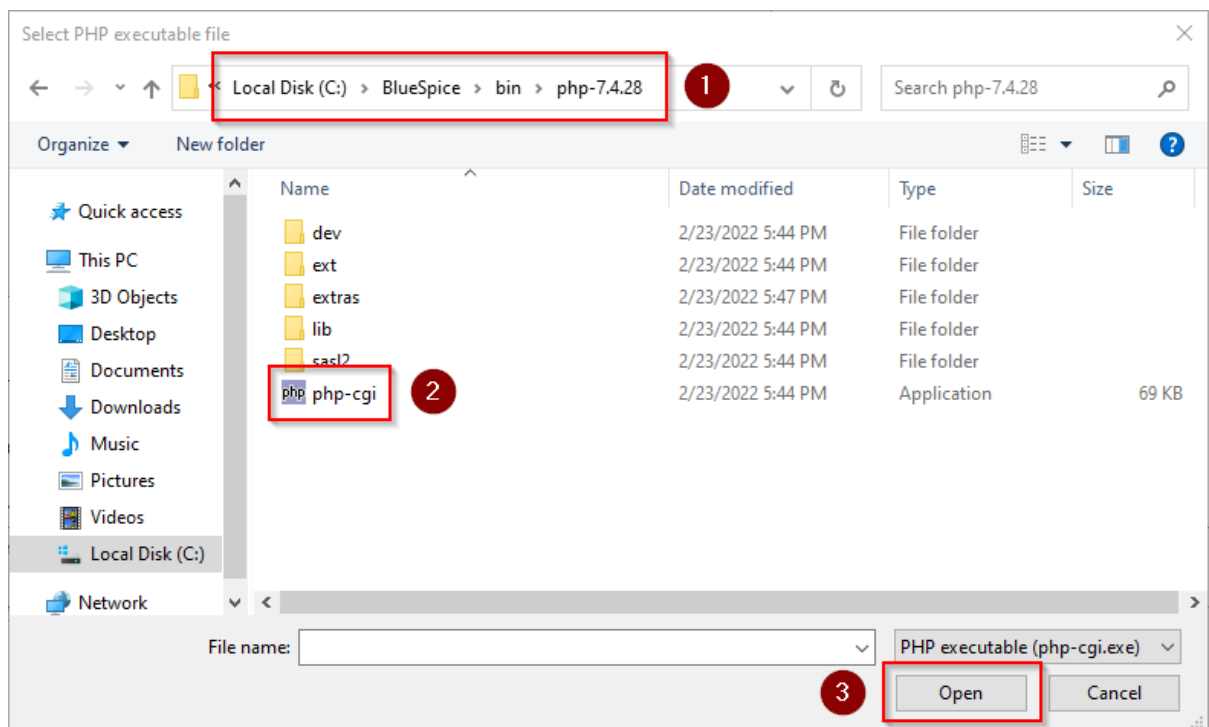 Select PHP executable file
« Local Disk (C:) > BlueSpice > bin > php-7.4.28
1
Search php-7.4.28
Organize New folder
Name Date modified Type Size
Quick access
This PC
3D Objects
Desktop
Documents
Downloads
Music
Pictures
Videos
Local Disk (C:)
Network
dev 2/23/2022 5:44 PM File folder
ext 2/23/2022 5:44 PM File folder
extras 2/23/2022 5:47 PM File folder
lib 2/23/2022 5:44 PM File folder
sasl2 2/23/2022 5:44 PM File folder
php php-cgi 2 2/23/2022 5:44 PM Application 69 KB
File name: PHP executable (php-cgi.exe)
3 Open Cancel